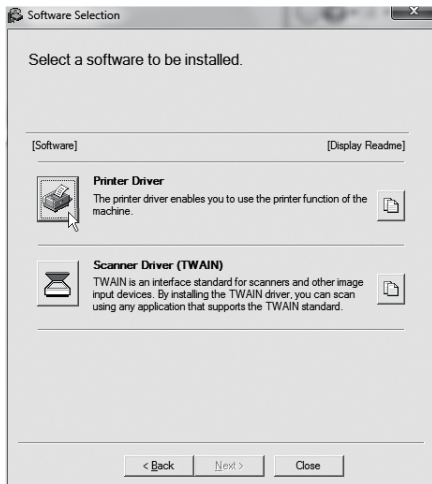 Software Selection
Select a software to be installed.
[Software] [Display Readme]
Printer Driver
The printer driver enables you to use the printer function of the
machine.
Scanner Driver (TWAIN)
TWAIN is an interface standard for scanners and other image
input devices. By installing the TWAIN driver, you can scan
using any application that supports the TWAIN standard.
< Back Next > Close